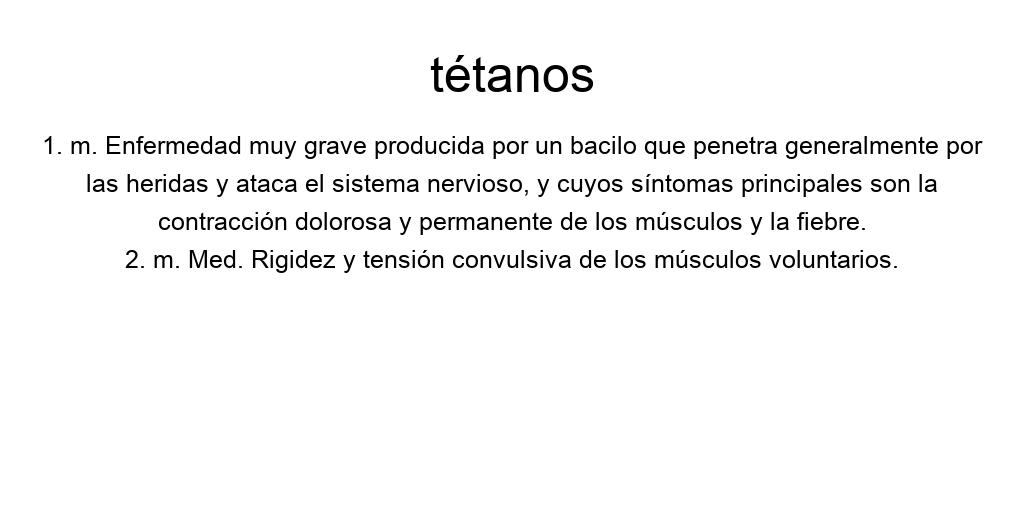 tétanos
1. m. Enfermedad muy grave producida por un bacilo que penetra generalmente por
las heridas y ataca el sistema nervioso, y cuyos síntomas principales son la
contracción dolorosa y permanente de los músculos y la fiebre.
2. m. Med. Rigidez y tensión convulsiva de los músculos voluntarios.